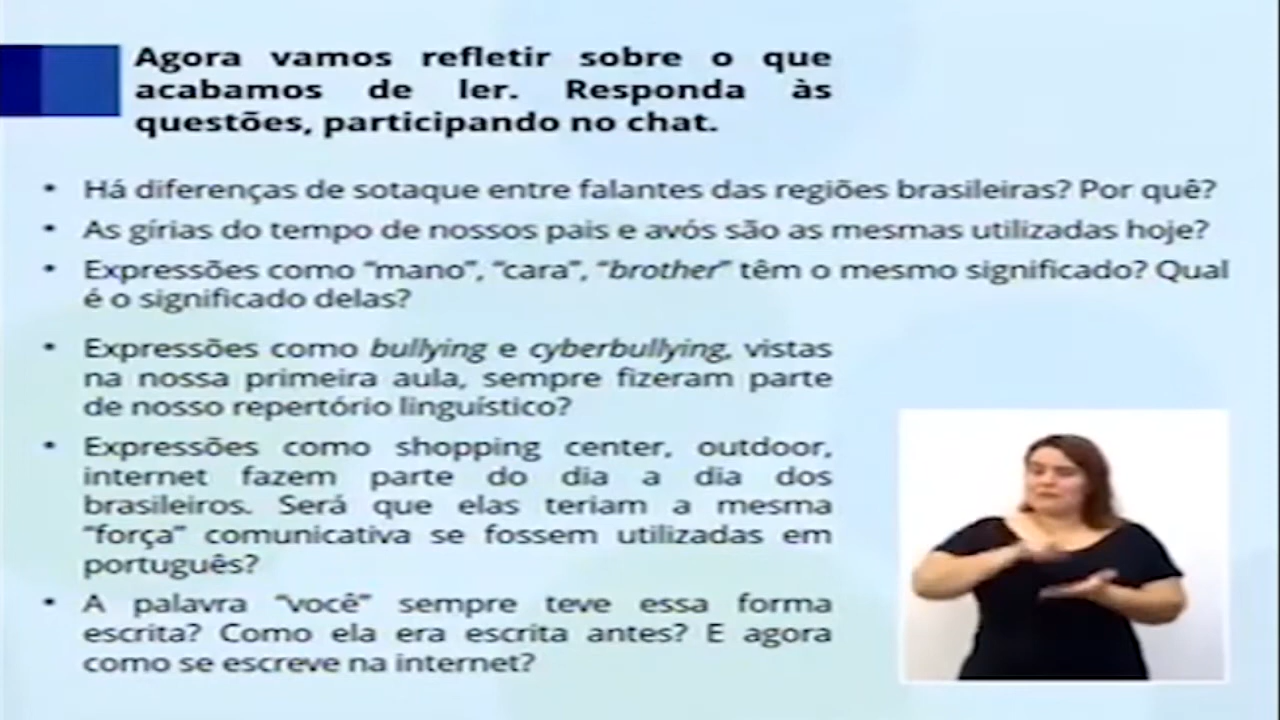 Agora vamos refletir sobre o que
acabamos de ler. Responda às
questões, participando no chat.
• Há diferenças de sotaque entre falantes das regiões brasileiras? Por quê?
• As gírias do tempo de nossos pais e avós são as mesmas utilizadas hoje?
• Expressões como “mano”, “cara”, “brother” têm o mesmo significado? Qual
é o significado delas?
• Expressões como bullying e cyberbullying, vistas
na nossa primeira aula, sempre fizeram parte
de nosso repertório linguístico?
• Expressões como shopping center, outdoor,
internet fazem parte do dia a dia dos
brasileiros. Será que elas teriam a mesma
“força” comunicativa se fossem utilizadas em
português?
• A palavra “você” sempre teve essa forma
escrita? Como ela era escrita antes? E agora
como se escreve na internet?